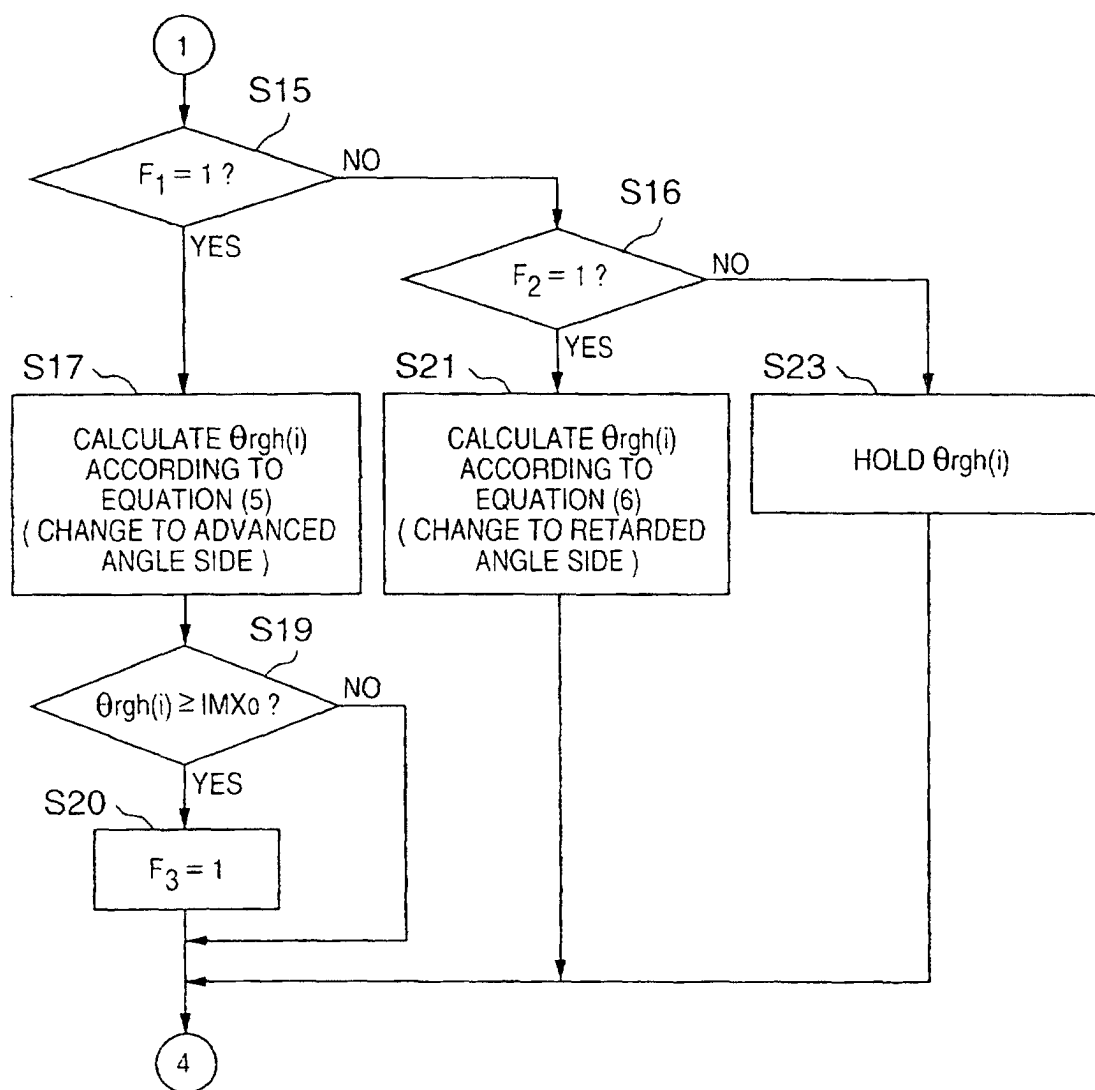 1
S15
F1 = 1 ?
NO
YES
S16
F2 = 1 ?
NO
YES
S17
CALCULATE θrgh(i)
ACCORDING TO
EQUATION (5)
( CHANGE TO ADVANCED
ANGLE SIDE )
S21
CALCULATE θrgh(i)
ACCORDING TO
EQUATION (6)
( CHANGE TO RETARDED
ANGLE SIDE )
S23
HOLD θrgh(i)
S19
θrgh(i) ≥ IMX0 ?
NO
YES
S20
F3 = 1
4